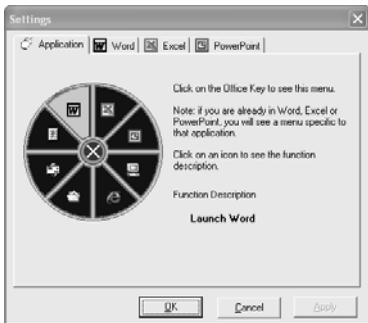 Settings
Application
Word
Excel
PowerPoint
Click on the Office Key to see this menu.
Note: if you are already in Word, Excel or
PowerPoint, you will see a menu specific to
that application.
Click on an icon to see the function
description.
Function Description
Launch Word
OK
Cancel
Apply